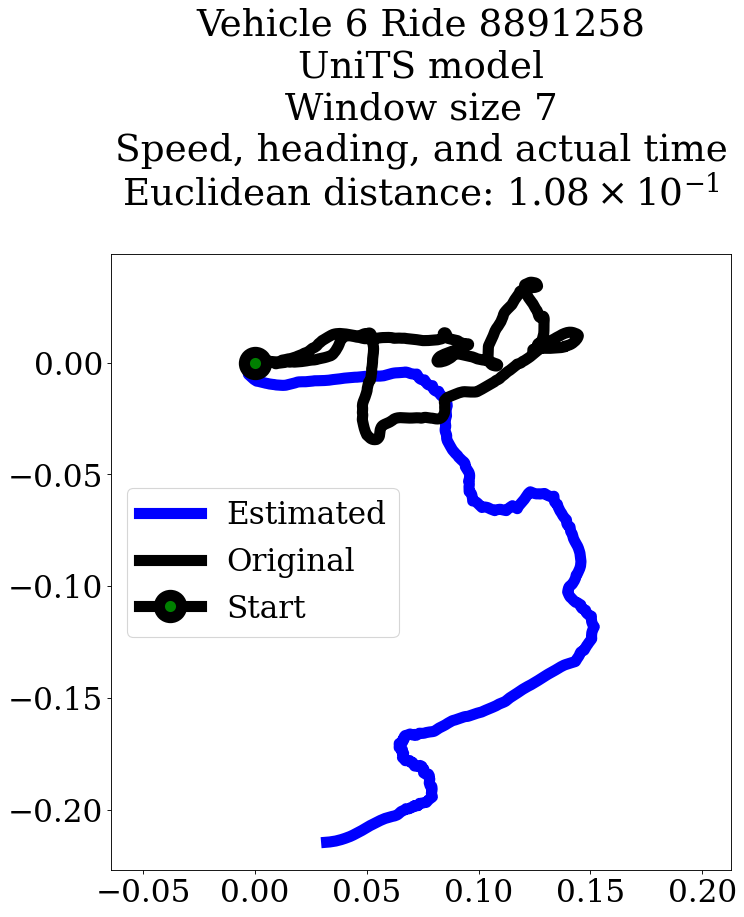 Vehicle 6 Ride 8891258
UniTS model
Window size 7
Speed, heading, and actual time
Euclidean distance: 1.08 × 10⁻¹
0.00
−0.05
−0.10
−0.15
−0.20
Estimated
Original
Start
−0.05 0.00 0.05 0.10 0.15 0.20